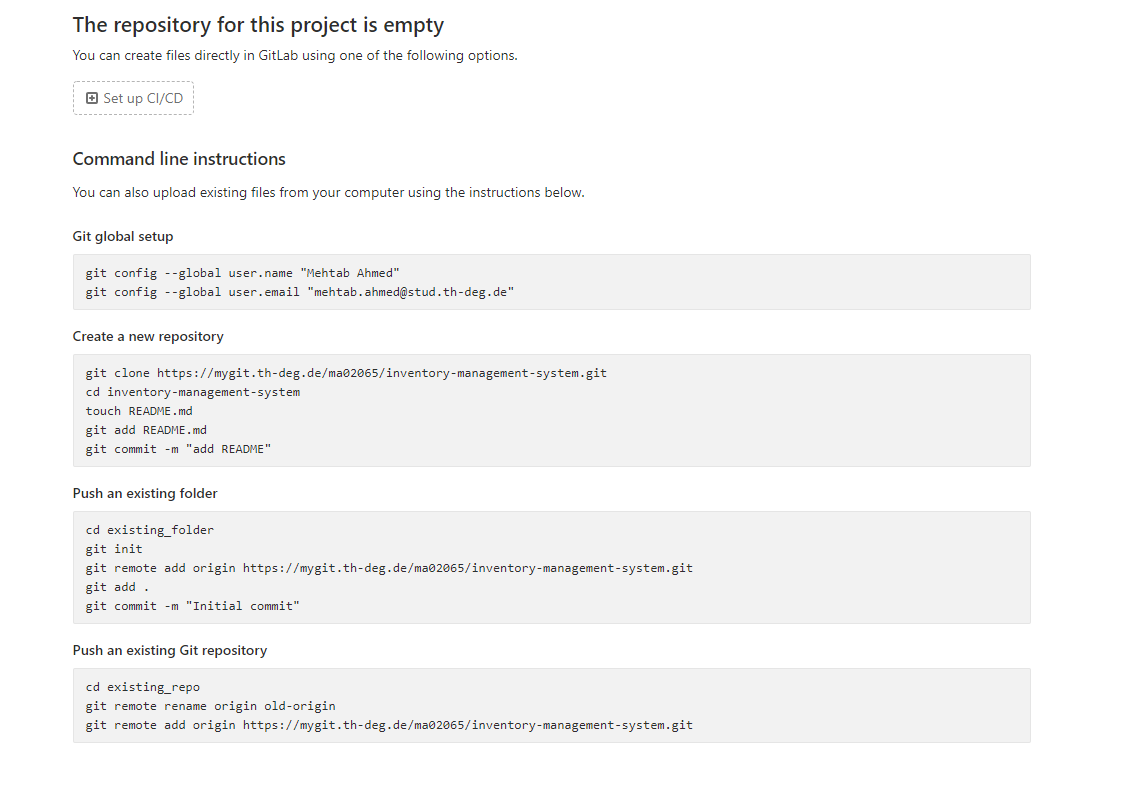 The repository for this project is empty
You can create files directly in GitLab using one of the following options.
Set up CI/CD
Command line instructions
You can also upload existing files from your computer using the instructions below.
Git global setup
git config --global user.name "Mehtab Ahmed"
git config --global user.email "mehtab.ahmed@stud.th-deg.de"
Create a new repository
git clone https://mygit.th-deg.de/ma02065/inventory-management-system.git
cd inventory-management-system
touch README.md
git add README.md
git commit -m "add README"
Push an existing folder
cd existing_folder
git init
git remote add origin https://mygit.th-deg.de/ma02065/inventory-management-system.git
git add .
git commit -m "Initial commit"
Push an existing Git repository
cd existing_repo
git remote rename origin old-origin
git remote add origin https://mygit.th-deg.de/ma02065/inventory-management-system.git